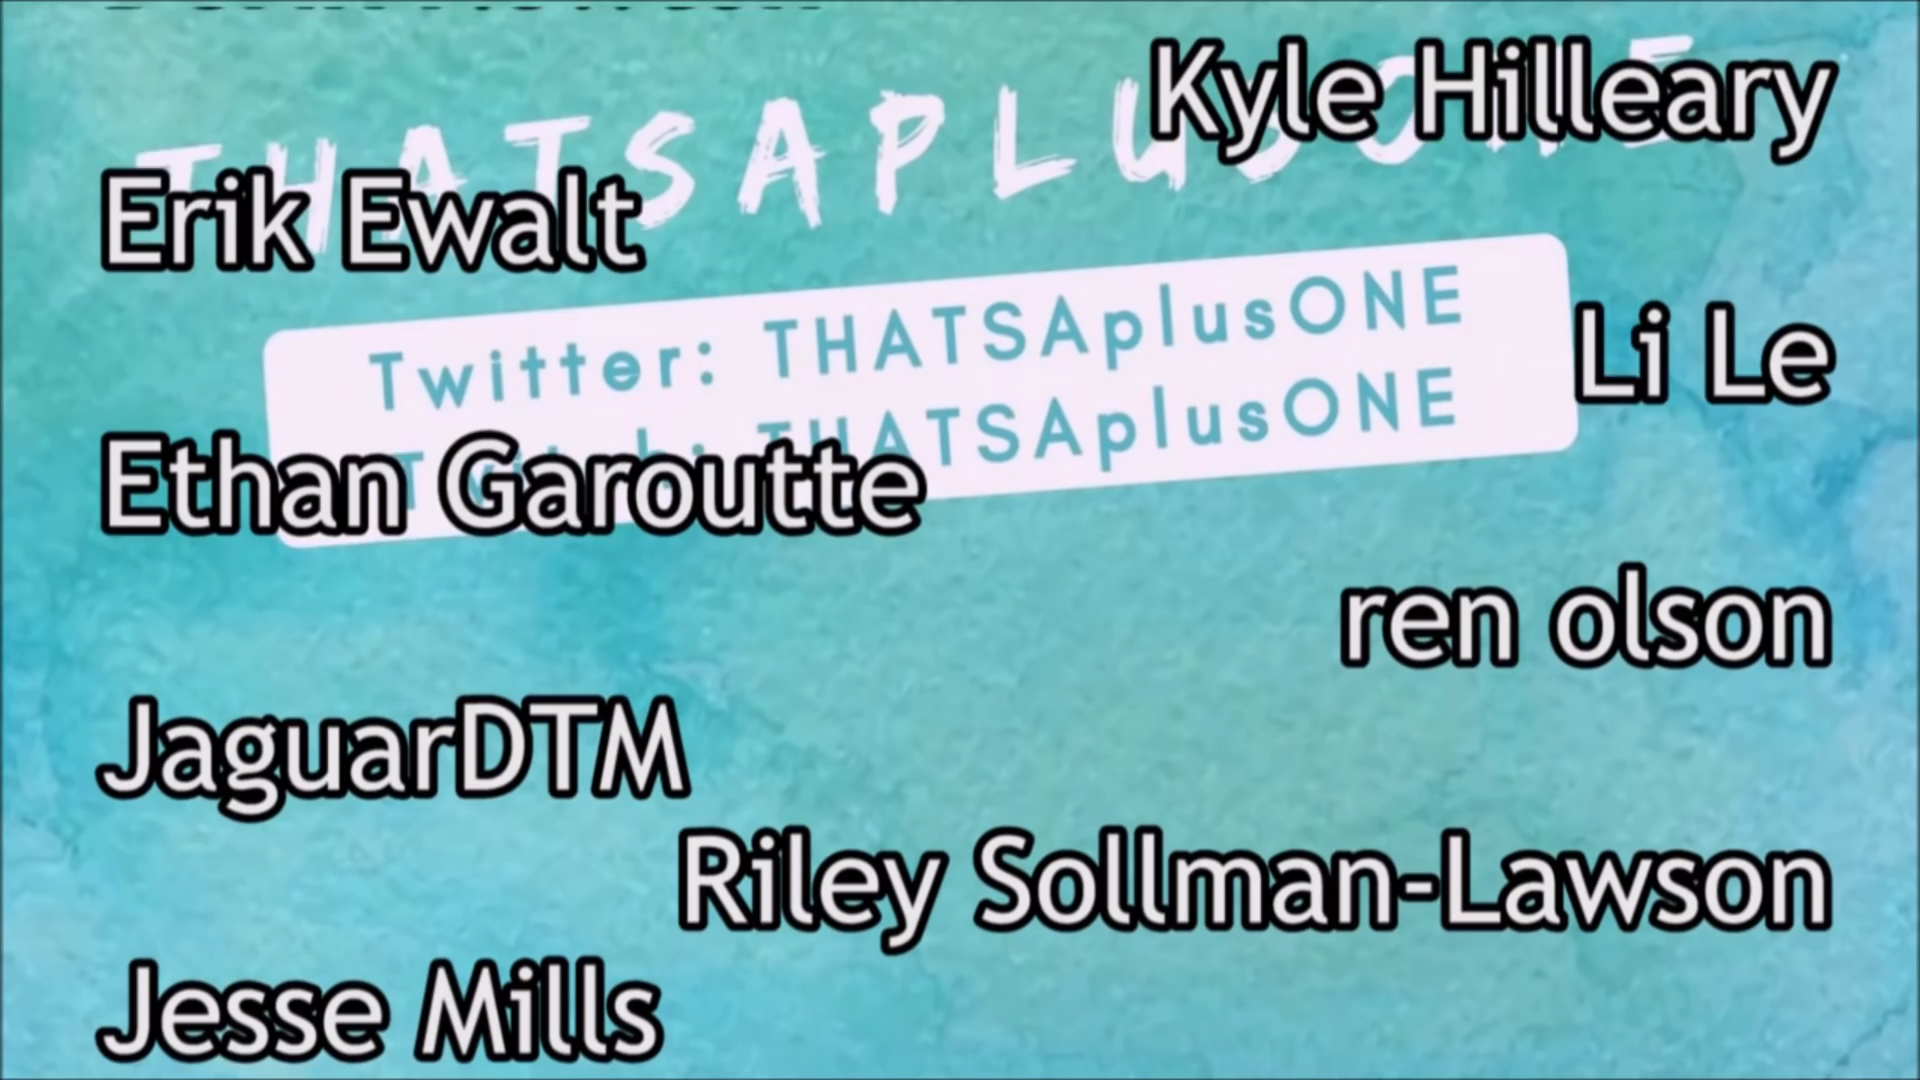 Kyle Hilleary
THATSAPLUSONE
Erik Ewalt
Twitter: THATSAplusONE
Li Le
Twitch: THATSAplusONE
Ethan Garoutte
ren olson
JaguarDTM
Riley Sollman-Lawson
Jesse Mills